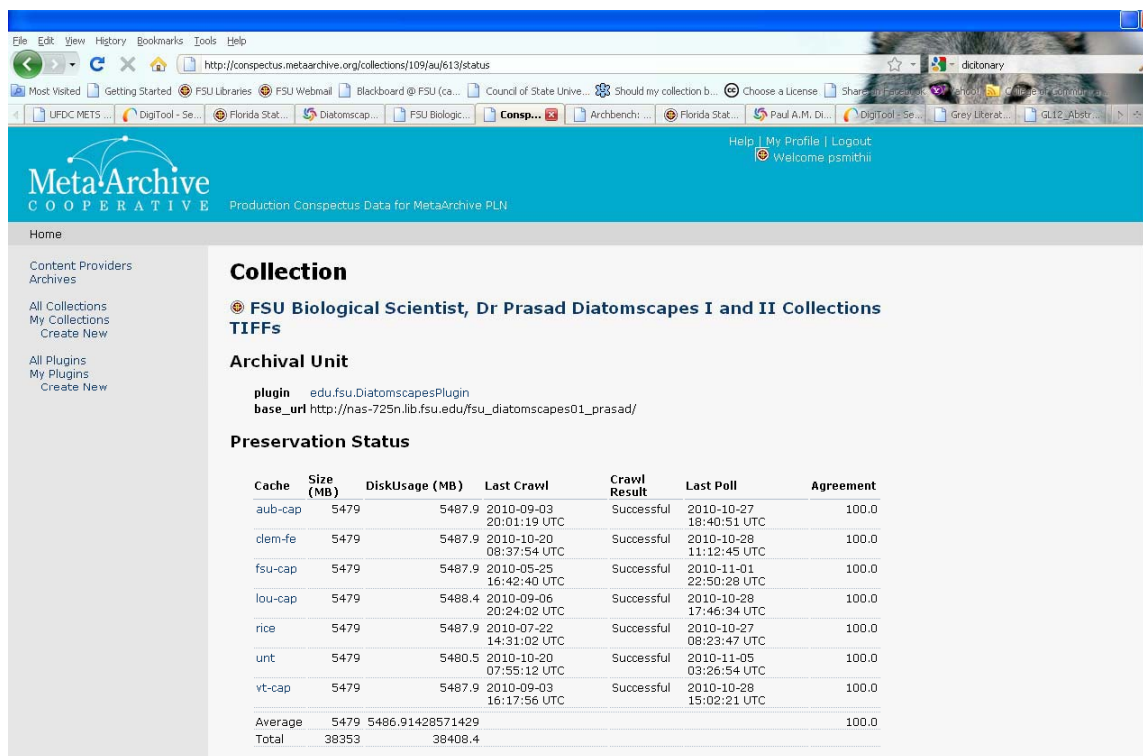 File Edit View History Bookmarks Tools Help
http://conspectus.metaarchive.org/collections/109/au/613/status
dicitonary
Most Visited Getting Started FSU Libraries FSU Webmail Blackboard @ FSU (ca... Council of State Unive... Should my collection b... Choose a License Share on Facebook
UFDC METS ... DigiTool - Se... Florida Stat... Diatomscap... FSU Biologic... Consp... Archbench: ... Florida Stat... Paul A.M. Di... DigiTool - Se... Grey Literat... GL12_Abstr...
Help | My Profile | Logout
Welcome psmithii
MetaArchive
COOPERATIVE
Production Conspectus Data for MetaArchive PLN
Home
Content Providers
Archives
All Collections
My Collections
Create New
All Plugins
My Plugins
Create New
Collection
FSU Biological Scientist, Dr Prasad Diatomscapes I and II Collections
TIFFs
Archival Unit
plugin edu.fsu.DiatomscapesPlugin
base_url http://nas-725n.lib.fsu.edu/fsu_diatomscapes01_prasad/
Preservation Status
Cache Size (MB) DiskUsage (MB) Last Crawl Crawl Result Last Poll Agreement
aub-cap 5479 5487.9 2010-09-03 20:01:19 UTC Successful 2010-10-27 18:40:51 UTC 100.0
clem-fe 5479 5487.9 2010-10-20 08:37:54 UTC Successful 2010-10-28 11:12:45 UTC 100.0
fsu-cap 5479 5487.9 2010-05-25 16:42:40 UTC Successful 2010-11-01 22:50:28 UTC 100.0
lou-cap 5479 5488.4 2010-09-06 20:24:02 UTC Successful 2010-10-28 17:46:34 UTC 100.0
rice 5479 5487.9 2010-07-22 14:31:02 UTC Successful 2010-10-27 08:23:47 UTC 100.0
unt 5479 5480.5 2010-10-20 07:55:12 UTC Successful 2010-11-05 03:26:54 UTC 100.0
vt-cap 5479 5487.9 2010-09-03 16:17:56 UTC Successful 2010-10-28 15:02:21 UTC 100.0
Average 5479 5486.91428571429 100.0
Total 38353 38408.4